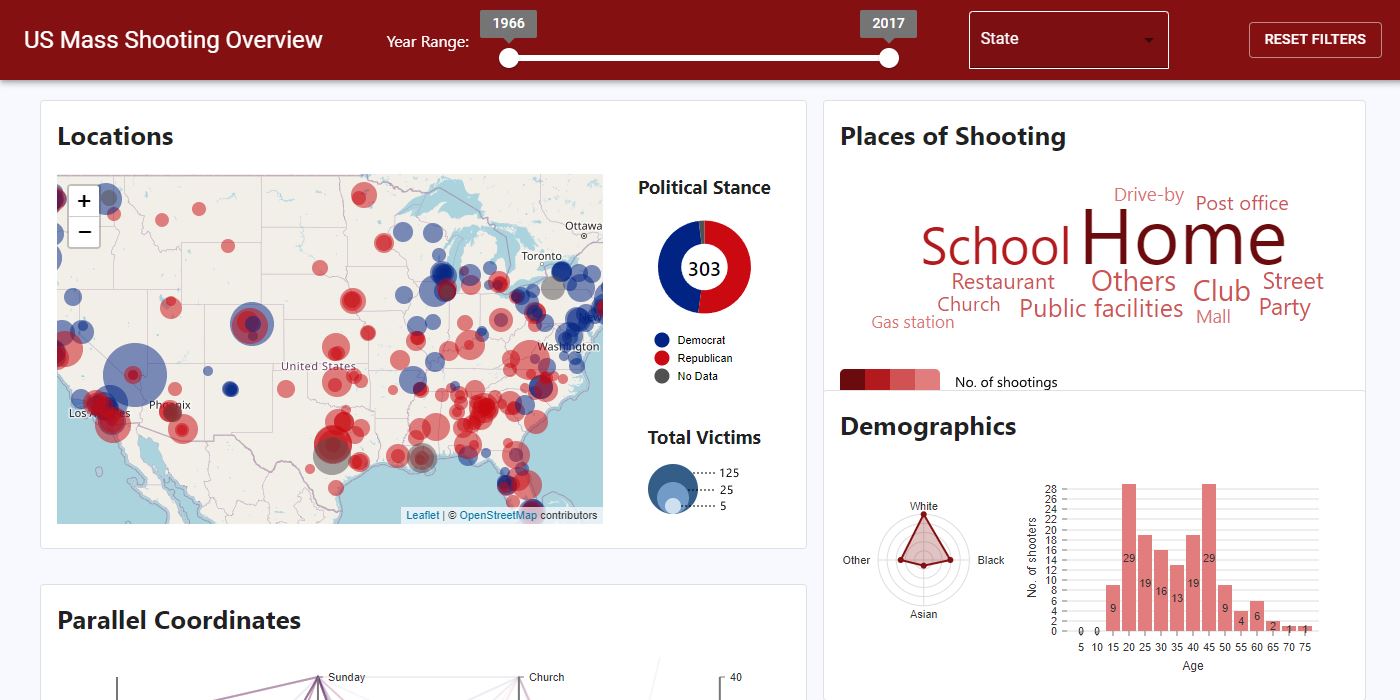 US Mass Shooting Overview
Year Range:
1966
2017
State
RESET FILTERS
Locations
+
−
Ottawa
Toronto
Washington
United States
Phoenix
Leaflet | © OpenStreetMap contributors
Political Stance
303
Democrat
Republican
No Data
Total Victims
125
25
5
Places of Shooting
Drive-by
Post office
School
Home
Restaurant
Others
Club
Street
Church
Public facilities
Mall
Party
Gas station
No. of shootings
Demographics
White
Other
Black
Asian
No. of shooters
28
26
24
22
20
18
16
14
12
10
8
6
4
2
0
0 0 9 29 19 16 13 19 29 9 4 6 2 1 1
5 10 15 20 25 30 35 40 45 50 55 60 65 70 75
Age
Parallel Coordinates
Sunday
Church
40